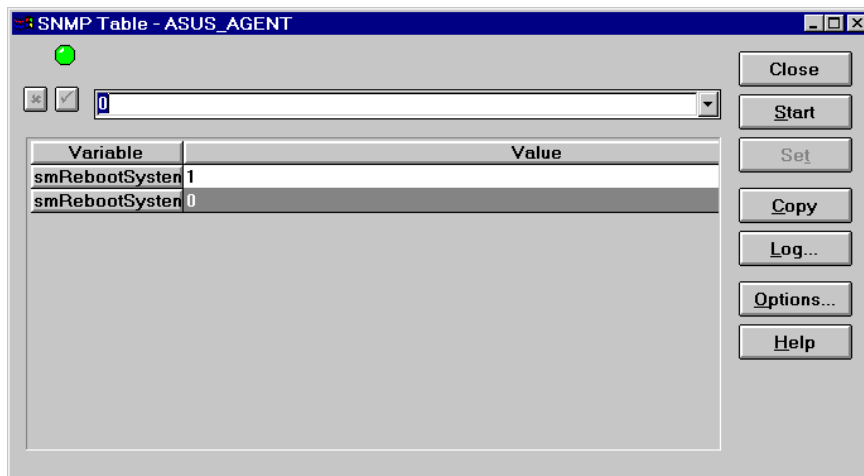 SNMP Table - ASUS_AGENT
0
Variable Value
smRebootSysten 1
smRebootSysten 0
Close
Start
Set
Copy
Log...
Options...
Help